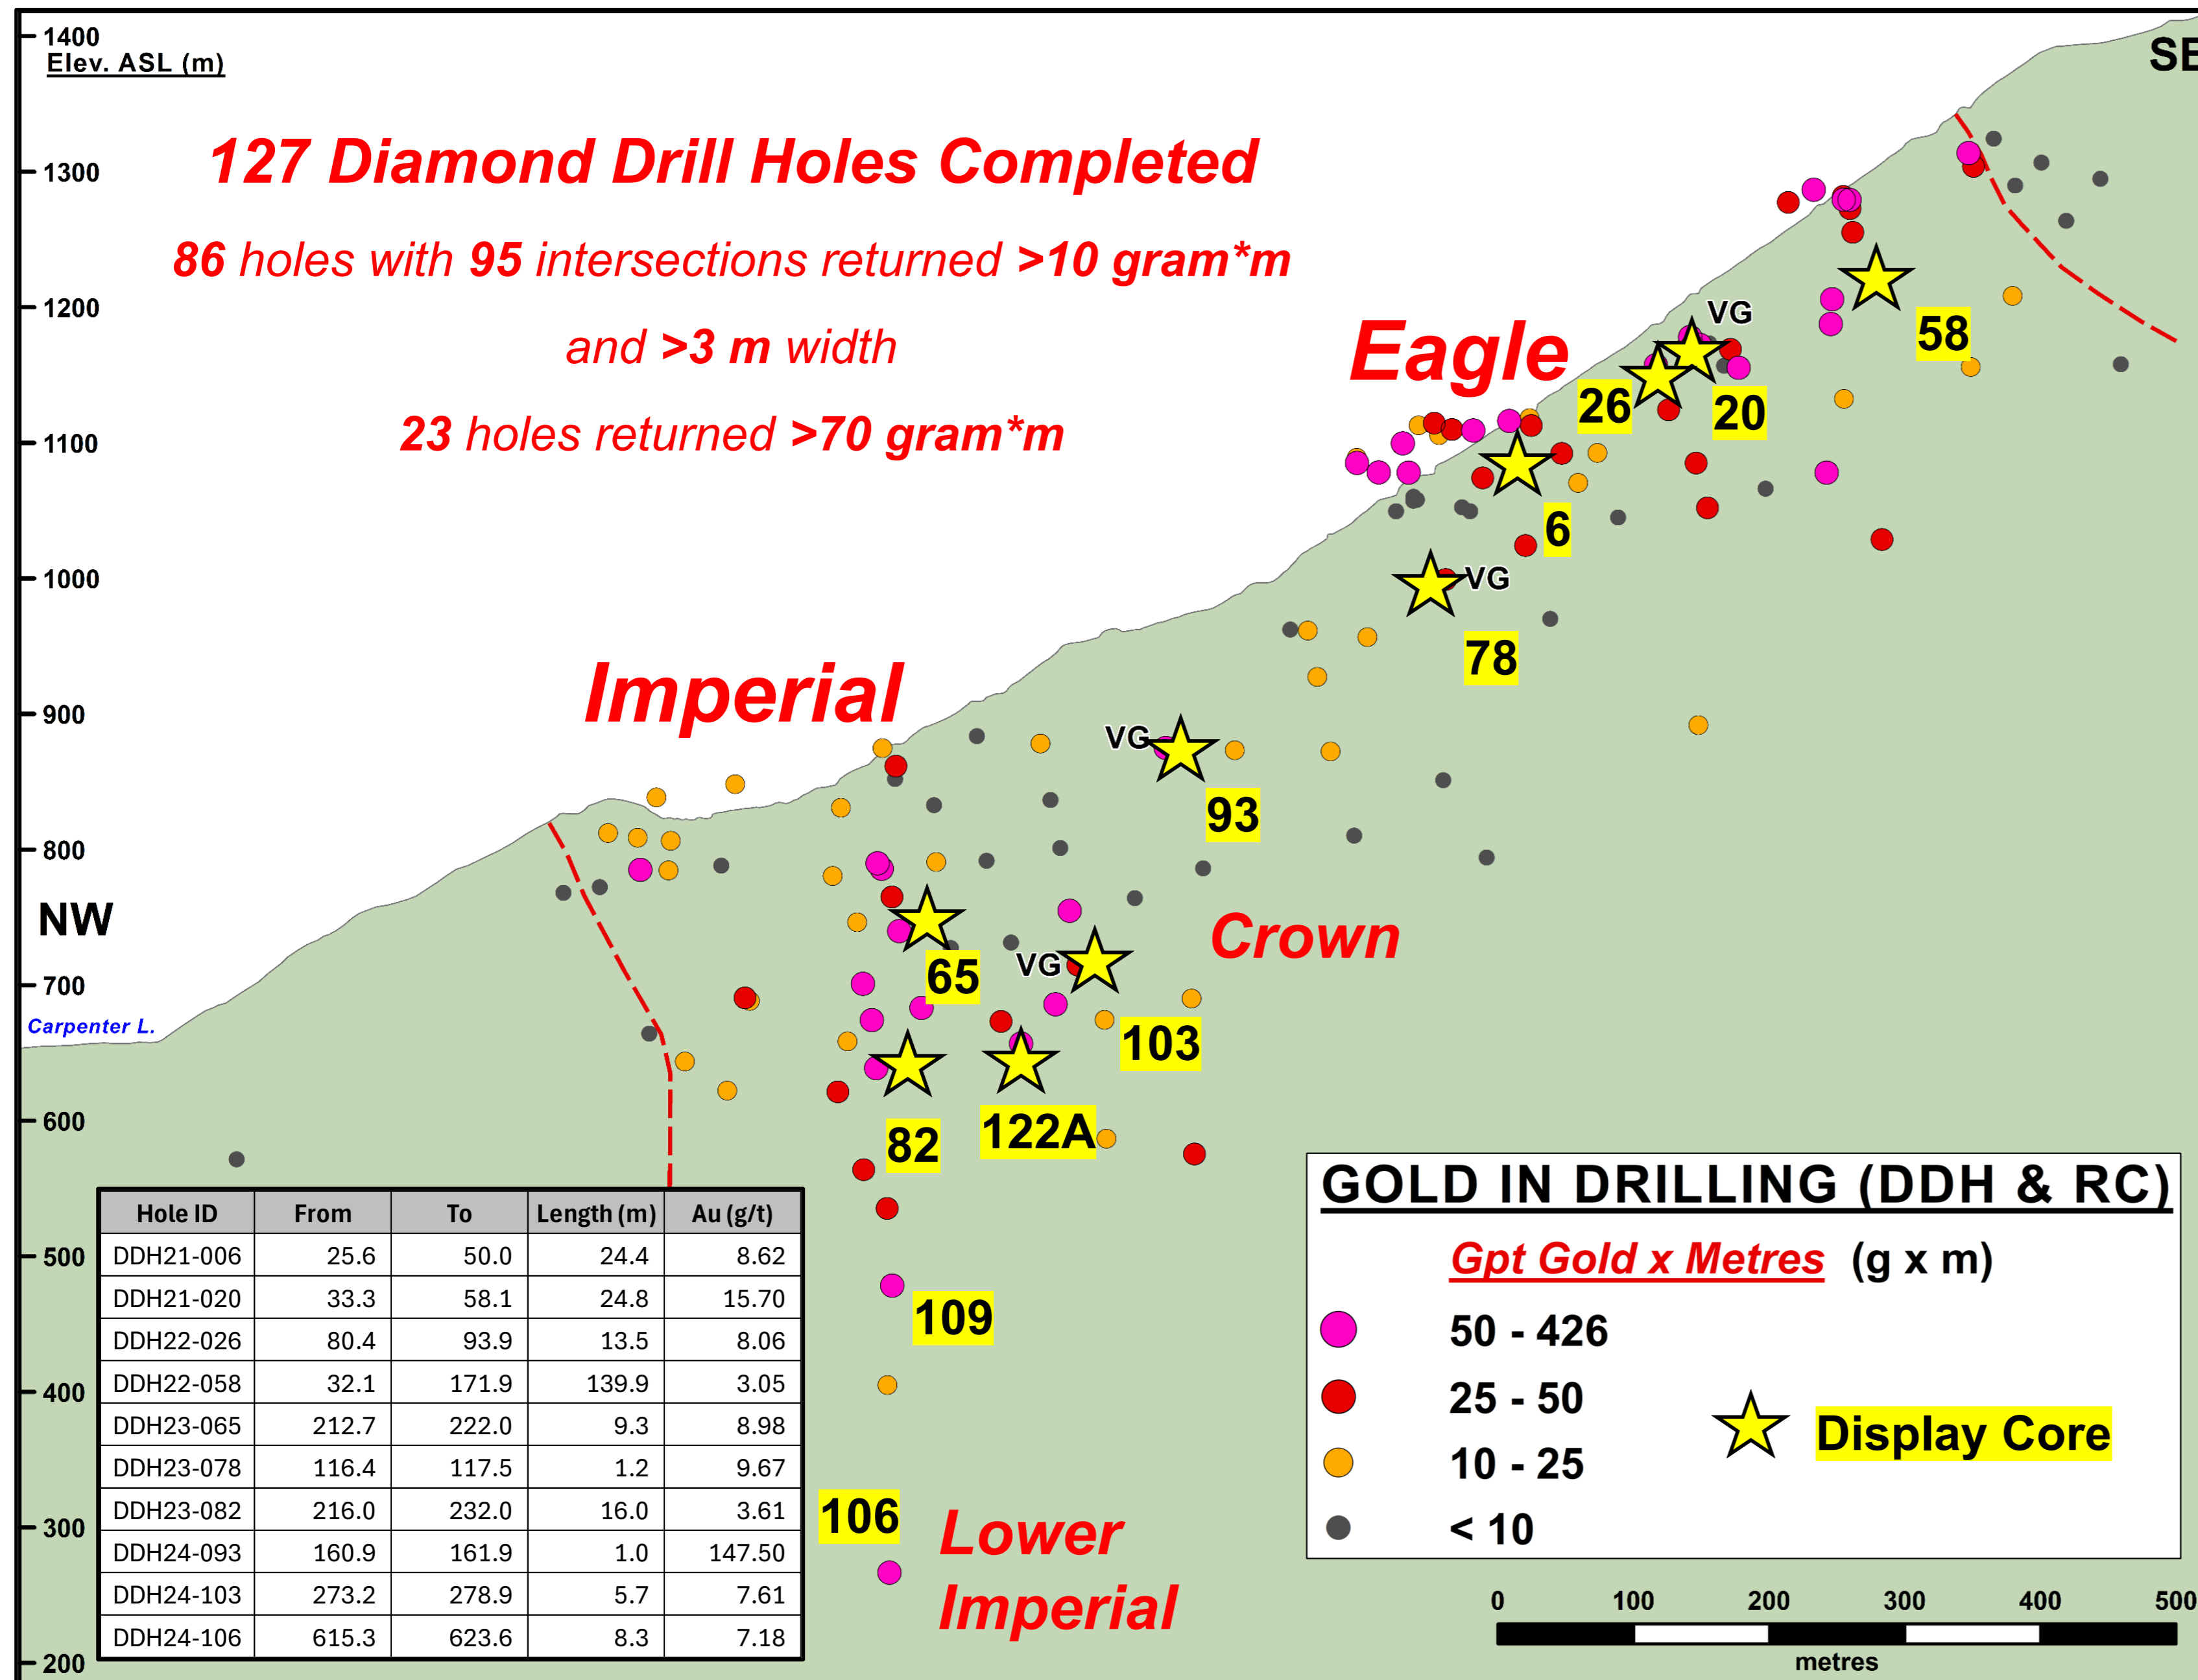 1400
Elev. ASL (m)
SE
127 Diamond Drill Holes Completed
1300
86 holes with 95 intersections returned >10 gram*m
and >3 m width
23 holes returned >70 gram*m
1200
VG
58
Eagle
26
20
1100
6
1000
VG
78
Imperial
900
VG
93
800
NW
Crown
65
700
VG
Carpenter L.
103
600
82
122A
Hole ID From To Length (m) Au (g/t)
DDH21-006 25.6 50.0 24.4 8.62
DDH21-020 33.3 58.1 24.8 15.70
DDH22-026 80.4 93.9 13.5 8.06
DDH22-058 32.1 171.9 139.9 3.05
DDH23-065 212.7 222.0 9.3 8.98
DDH23-078 116.4 117.5 1.2 9.67
DDH23-082 216.0 232.0 16.0 3.61
DDH24-093 160.9 161.9 1.0 147.50
DDH24-103 273.2 278.9 5.7 7.61
DDH24-106 615.3 623.6 8.3 7.18
500
400
300
200
109
106
Lower
Imperial
GOLD IN DRILLING (DDH & RC)
Gpt Gold x Metres (g x m)
50 - 426
25 - 50
10 - 25
< 10
Display Core
0 100 200 300 400 500
metres